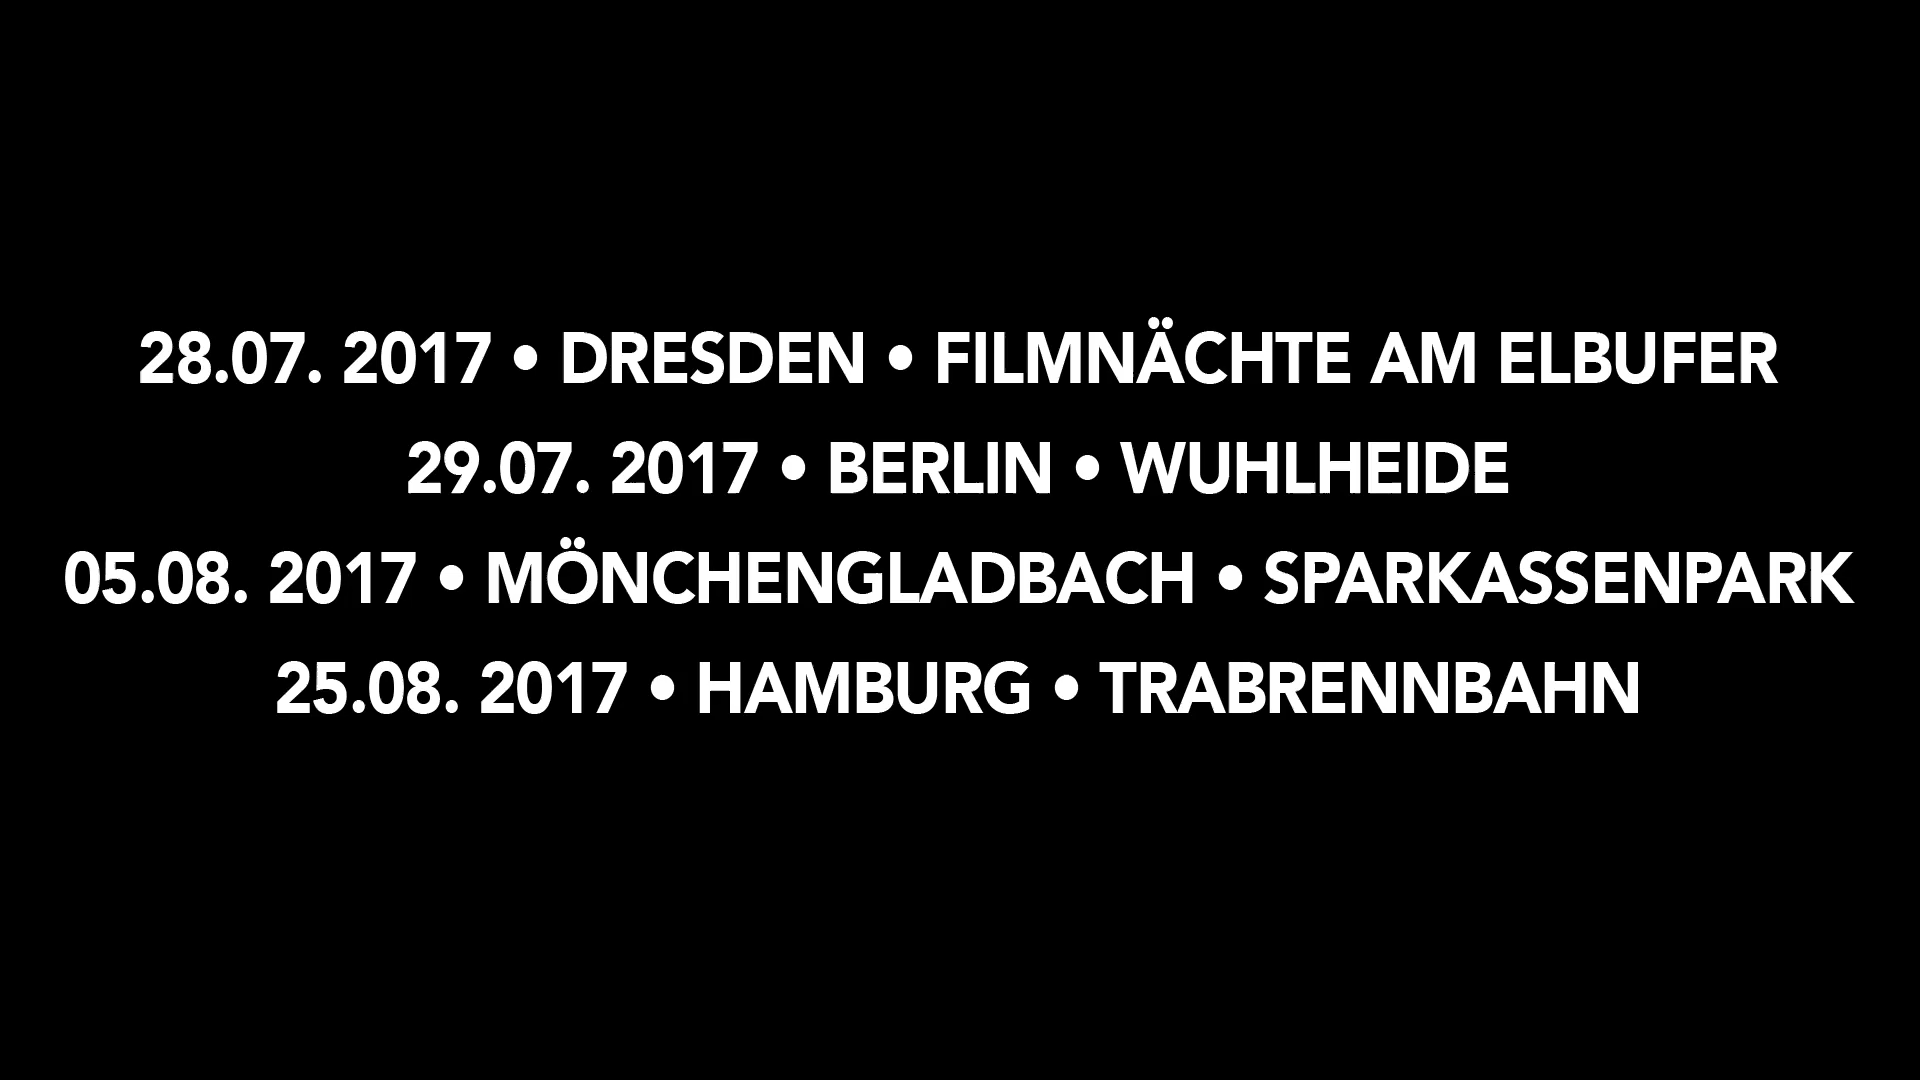 28.07. 2017 • DRESDEN • FILMNÄCHTE AM ELBUFER
29.07. 2017 • BERLIN • WUHLHEIDE
05.08. 2017 • MÖNCHENGLADBACH • SPARKASSENPARK
25.08. 2017 • HAMBURG • TRABRENNBAHN